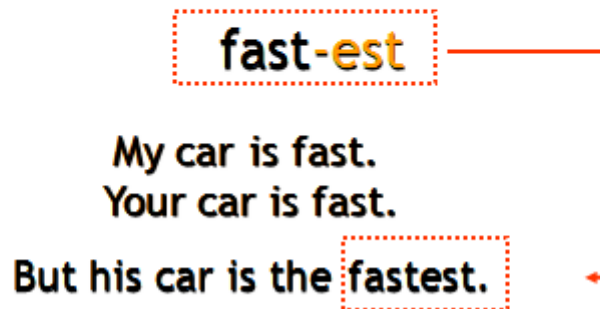 fast-est
My car is fast.
Your car is fast.
But his car is the fastest.